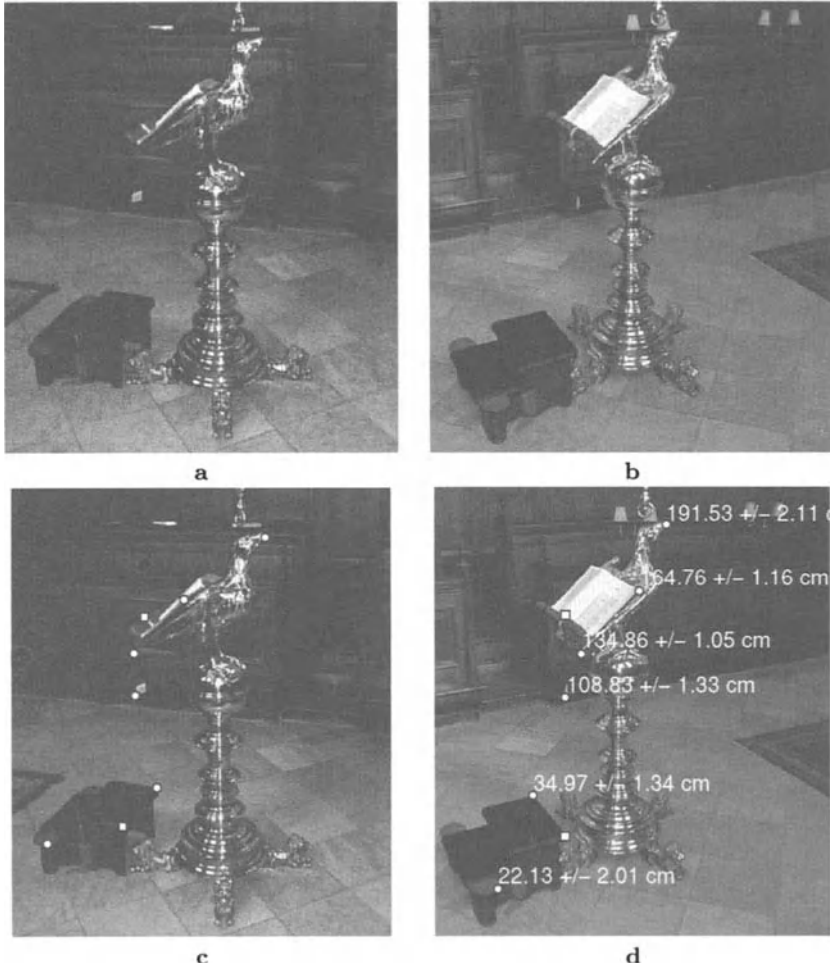 a
b
191.53 +/- 2.11
164.76 +/- 1.16 cm
134.86 +/- 1.05 cm
108.83 +/- 1.33 cm
34.97 +/- 1.34 cm
22.13 +/- 2.01 cm
c
d